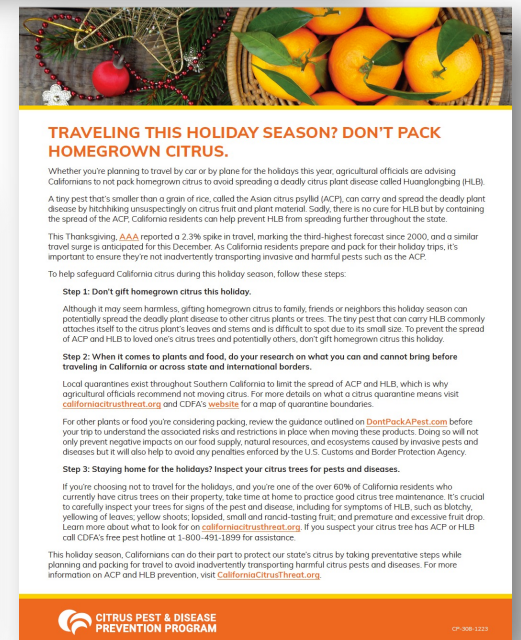 TRAVELING THIS HOLIDAY SEASON? DON'T PACK
HOMEGROWN CITRUS.
Whether you're planning to travel by car or by plane for the holidays this year, agricultural officials are advising
Californians to not pack homegrown citrus to avoid spreading a deadly citrus plant disease called Huanglongbing (HLB).
A tiny pest that's smaller than a grain of rice, called the Asian citrus psyllid (ACP), can carry and spread the deadly plant
disease by hitchhiking unsuspectingly on citrus fruit and plant material. Sadly, there is no cure for HLB but by containing
the spread of the ACP, California residents can help prevent HLB from spreading further throughout the state.
This Thanksgiving, AAA reported a 2.3% spike in travel, marking the third-highest forecast since 2000, and a similar
travel surge is anticipated for this December. As California residents prepare and pack for their holiday trips, it's
important to ensure they're not inadvertently transporting invasive and harmful pests such as the ACP.
To help safeguard California citrus during this holiday season, follow these steps:
Step 1: Don't gift homegrown citrus this holiday.
Although it may seem harmless, gifting homegrown citrus to family, friends or neighbors this holiday season can
potentially spread the deadly plant disease to other citrus plants or trees. The tiny pest that can carry HLB commonly
attaches itself to the citrus plant's leaves and stems and is difficult to spot due to its small size. To prevent the spread
of ACP and HLB to loved one's citrus trees and potentially others, don't gift homegrown citrus this holiday.
Step 2: When it comes to plants and food, do your research on what you can and cannot bring before
traveling in California or across state and international borders.
Local quarantines exist throughout Southern California to limit the spread of ACP and HLB, which is why
agricultural officials recommend not moving citrus. For more details on what a citrus quarantine means visit
californiacitrusthreat.org and CDFA's website for a map of quarantine boundaries.
For other plants or food you're considering packing, review the guidance outlined on DontPackAPest.com before
your trip to understand the associated risks and restrictions in place when moving these products. Doing so will not
only prevent negative impacts on our food supply, natural resources, and ecosystems caused by invasive pests and
diseases but it will also help to avoid any penalties enforced by the U.S. Customs and Border Protection Agency.
Step 3: Staying home for the holidays? Inspect your citrus trees for pests and diseases.
If you're choosing not to travel for the holidays, and you're one of the over 60% of California residents who
currently have citrus trees on their property, take time at home to practice good citrus tree maintenance. It's crucial
to carefully inspect your trees for signs of the pest and disease, including for symptoms of HLB, such as blotchy,
yellowing of leaves; yellow shoots; lopsided, small and rancid-tasting fruit; and premature and excessive fruit drop.
Learn more about what to look for on californiacitrusthreat.org. If you suspect your citrus tree has ACP or HLB
call CDFA's free pest hotline at 1-800-491-1899 for assistance.
This holiday season, Californians can do their part to protect our state's citrus by taking preventative steps while
planning and packing for travel to avoid inadvertently transporting harmful citrus pests and diseases. For more
information on ACP and HLB prevention, visit CaliforniaCitrusThreat.org.
CITRUS PEST & DISEASE
PREVENTION PROGRAM
CP-306-1223